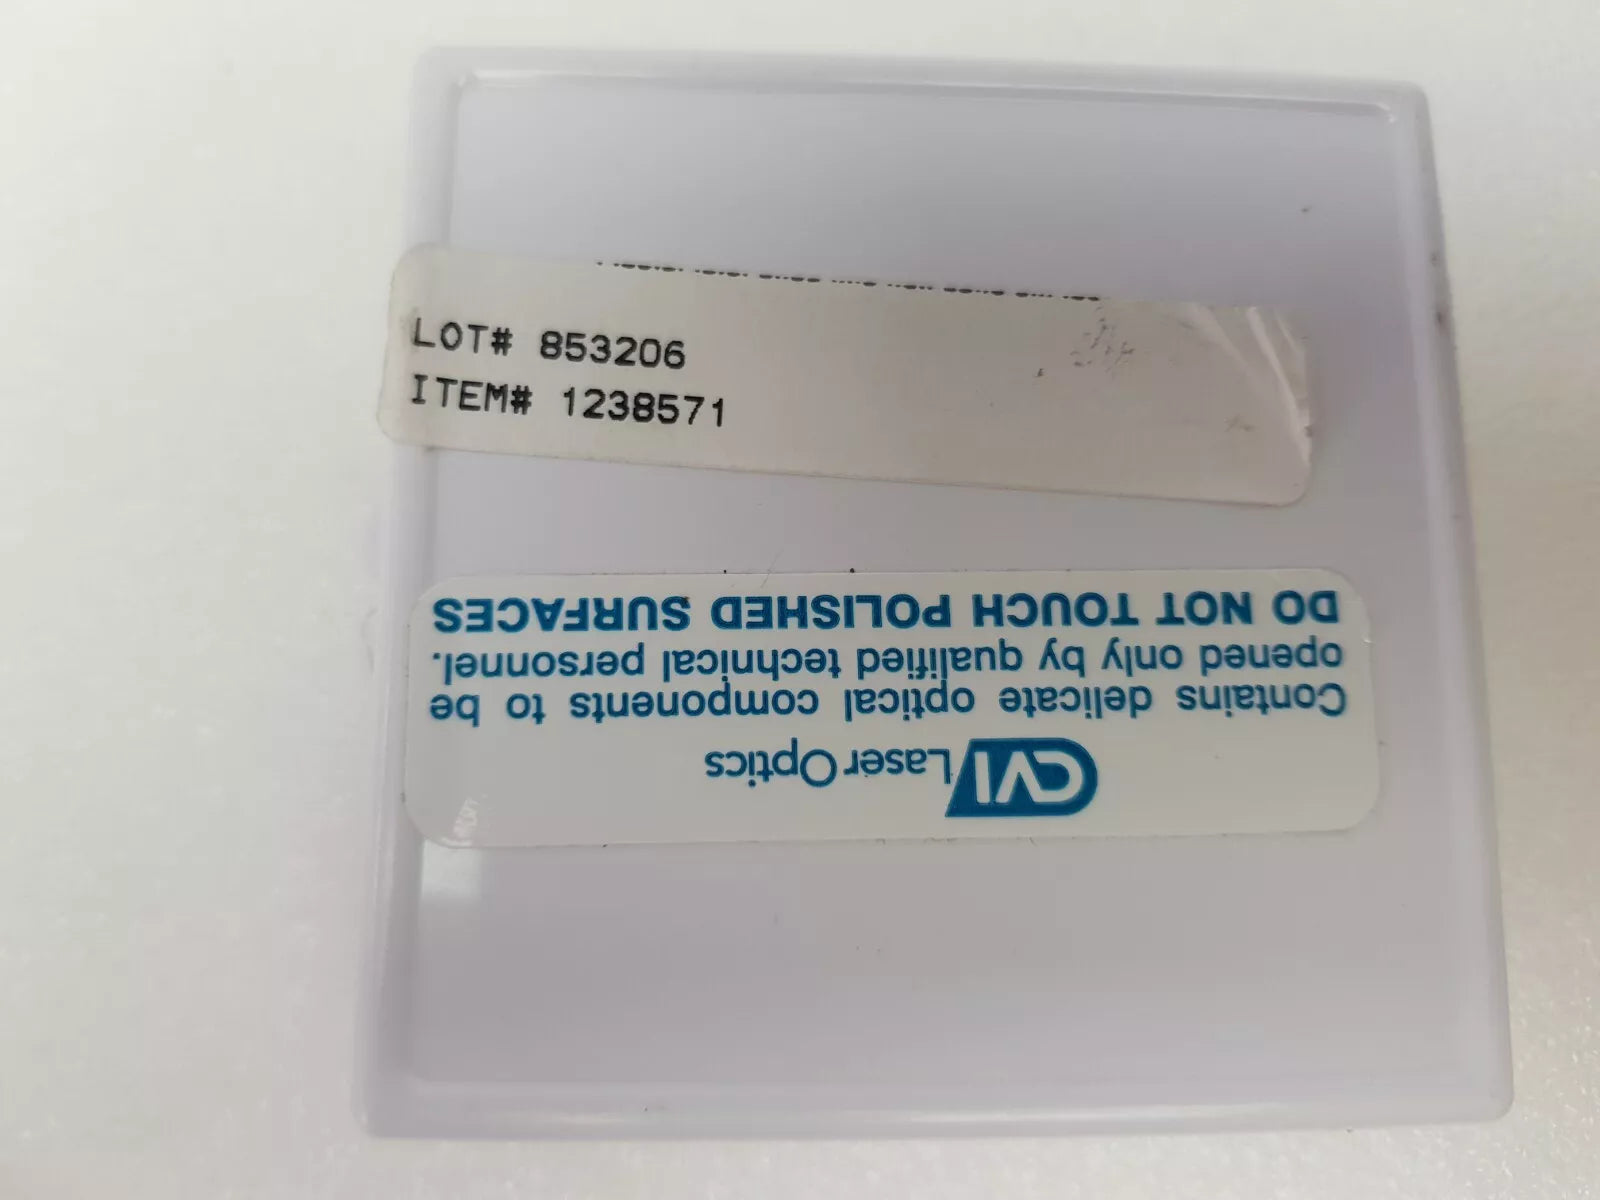 LOT# 853206
ITEM# 1238571
CVI Laser Optics
Contains delicate optical components to be
opened only by qualified technical personnel.
DO NOT TOUCH POLISHED SURFACES